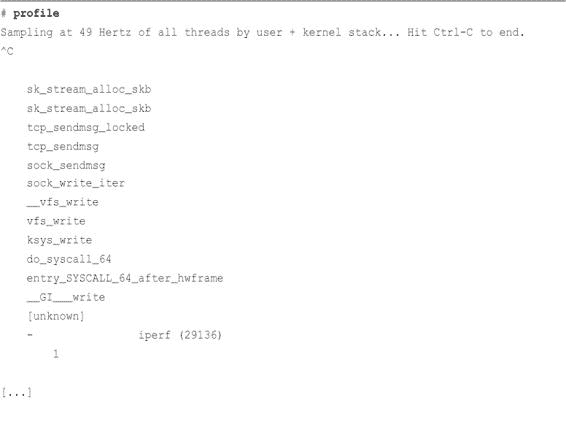 # profile
Sampling at 49 Hertz of all threads by user + kernel stack... Hit Ctrl-C to end.
^C
sk_stream_alloc_skb
sk_stream_alloc_skb
tcp_sendmsg_locked
tcp_sendmsg
sock_sendmsg
sock_write_iter
__vfs_write
vfs_write
ksys_write
do_syscall_64
entry_SYSCALL_64_after_hwframe
__GI___write
[unknown]
-                iperf (29136)
1
[...]